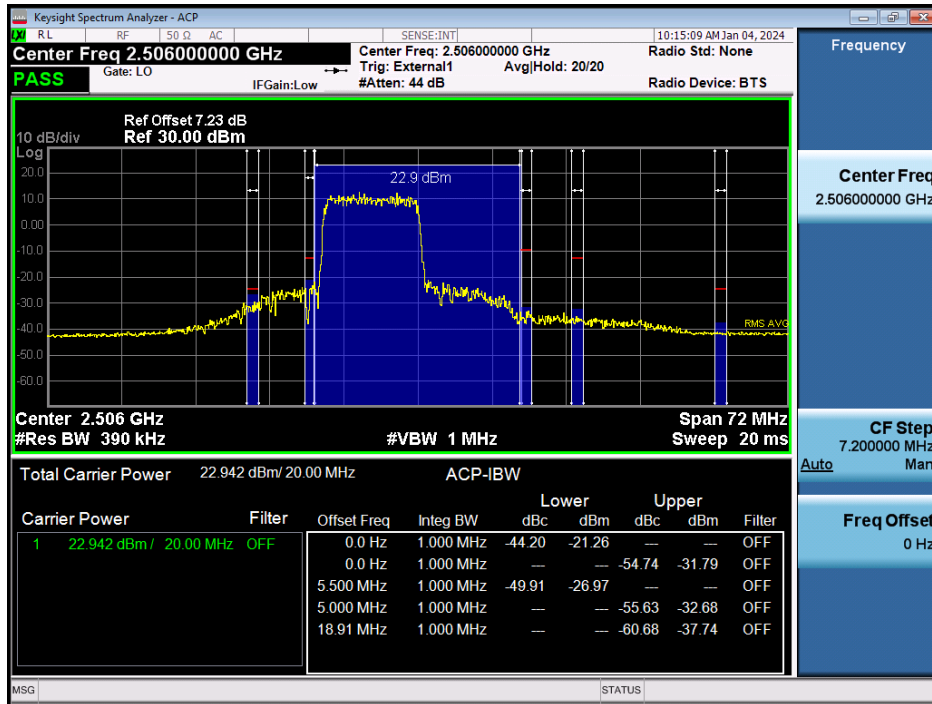 Keysight Spectrum Analyzer - ACP
LXI RL RF 50 Ω AC SENSE:INT 10:15:09 AM Jan 04, 2024
Center Freq 2.506000000 GHz Center Freq: 2.506000000 GHz Radio Std: None
Gate: LO Trig: External1 Avg|Hold: 20/20
PASS IFGain:Low #Atten: 44 dB Radio Device: BTS
Ref Offset 7.23 dB
10 dB/div Ref 30.00 dBm
Log
20.0
22.9 dBm
10.0
0.00
-10.0
-20.0
-30.0
-40.0 RMS AVG
-50.0
-60.0
Center 2.506 GHz Span 72 MHz
#Res BW 390 kHz #VBW 1 MHz Sweep 20 ms
Total Carrier Power 22.942 dBm/ 20.00 MHz ACP-IBW
Lower Upper
Carrier Power Filter Offset Freq Integ BW dBc dBm dBc dBm Filter
1 22.942 dBm / 20.00 MHz OFF 0.0 Hz 1.000 MHz -44.20 -21.26 --- --- OFF
0.0 Hz 1.000 MHz --- --- -54.74 -31.79 OFF
5.500 MHz 1.000 MHz -49.91 -26.97 --- --- OFF
5.000 MHz 1.000 MHz --- --- -55.63 -32.68 OFF
18.91 MHz 1.000 MHz --- --- -60.68 -37.74 OFF
MSG STATUS
Frequency
Center Freq
2.506000000 GHz
CF Step
7.200000 MHz
Auto Man
Freq Offset
0 Hz